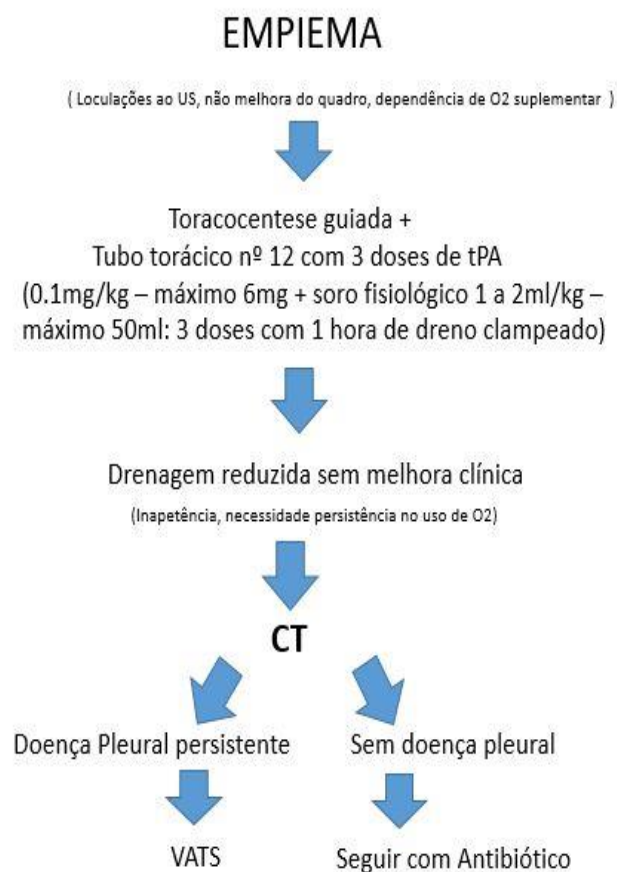 EMPIEMA
( Loculações ao US, não melhora do quadro, dependência de O2 suplementar )
Toracocentese guiada +
Tubo torácico nº 12 com 3 doses de tPA
(0.1mg/kg – máximo 6mg + soro fisiológico 1 a 2ml/kg –
máximo 50ml: 3 doses com 1 hora de dreno clampeado)
Drenagem reduzida sem melhora clínica
(Inapetência, necessidade persistência no uso de O2)
CT
Doença Pleural persistente
Sem doença pleural
VATS
Seguir com Antibiótico